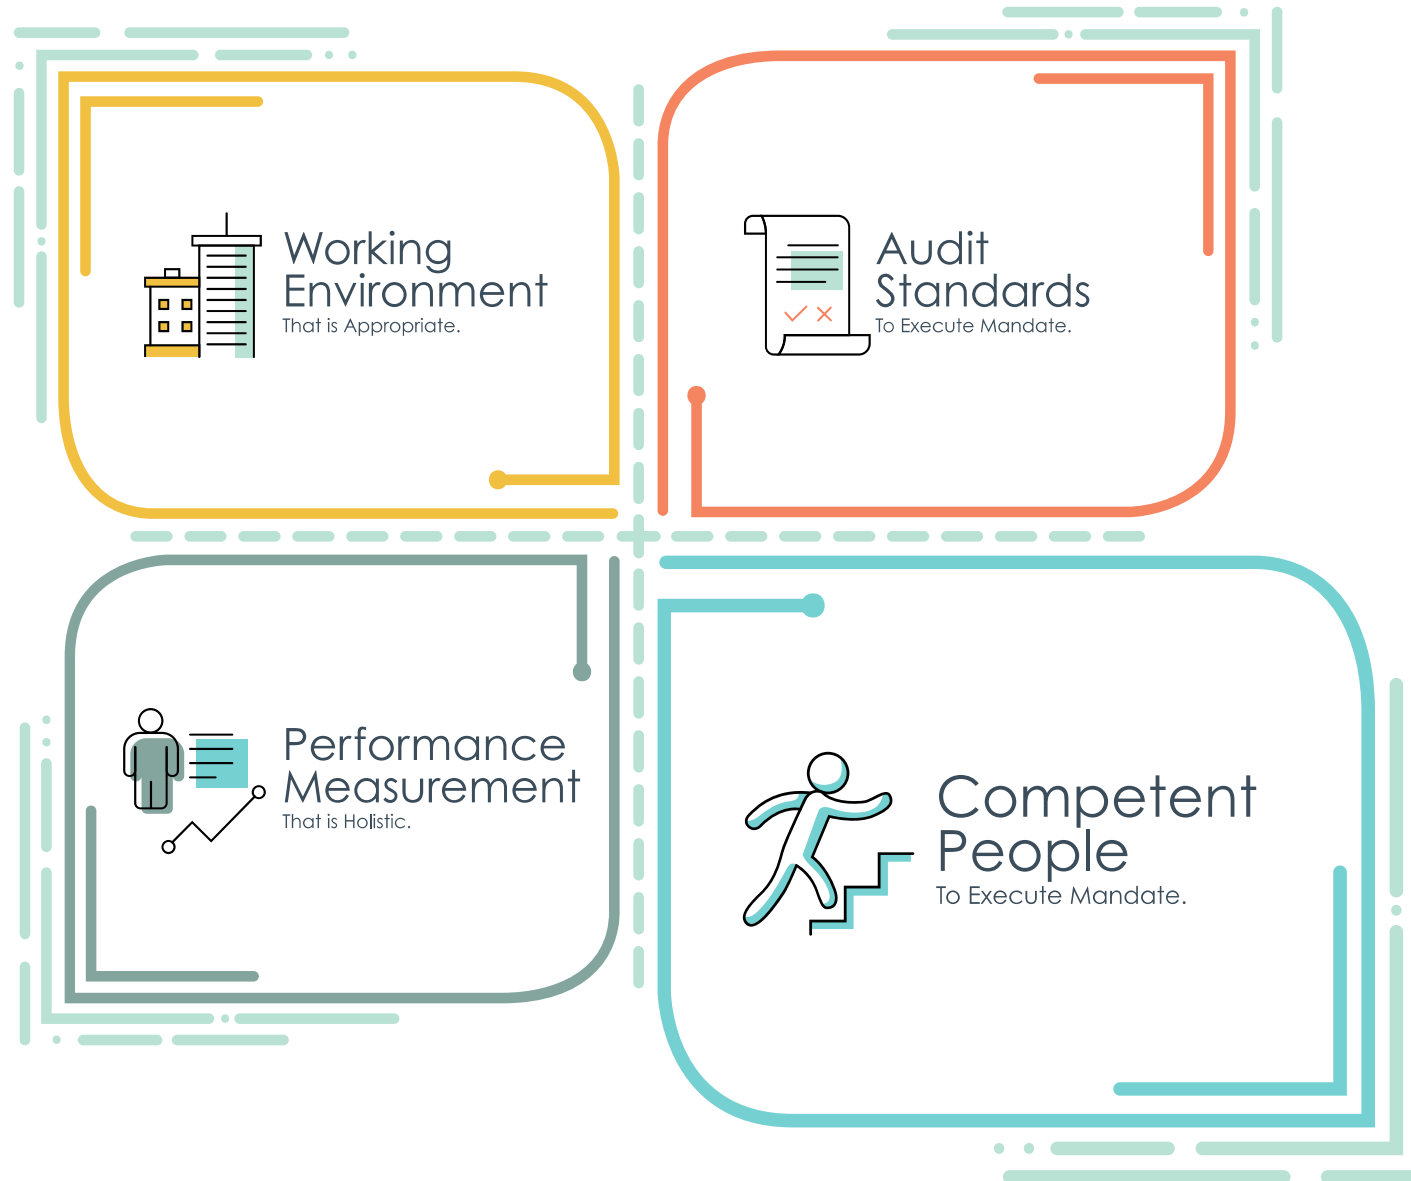 Working
Environment
That is Appropriate.
Audit
Standards
To Execute Mandate.
Performance
Measurement
That is Holistic.
Competent
People
To Execute Mandate.